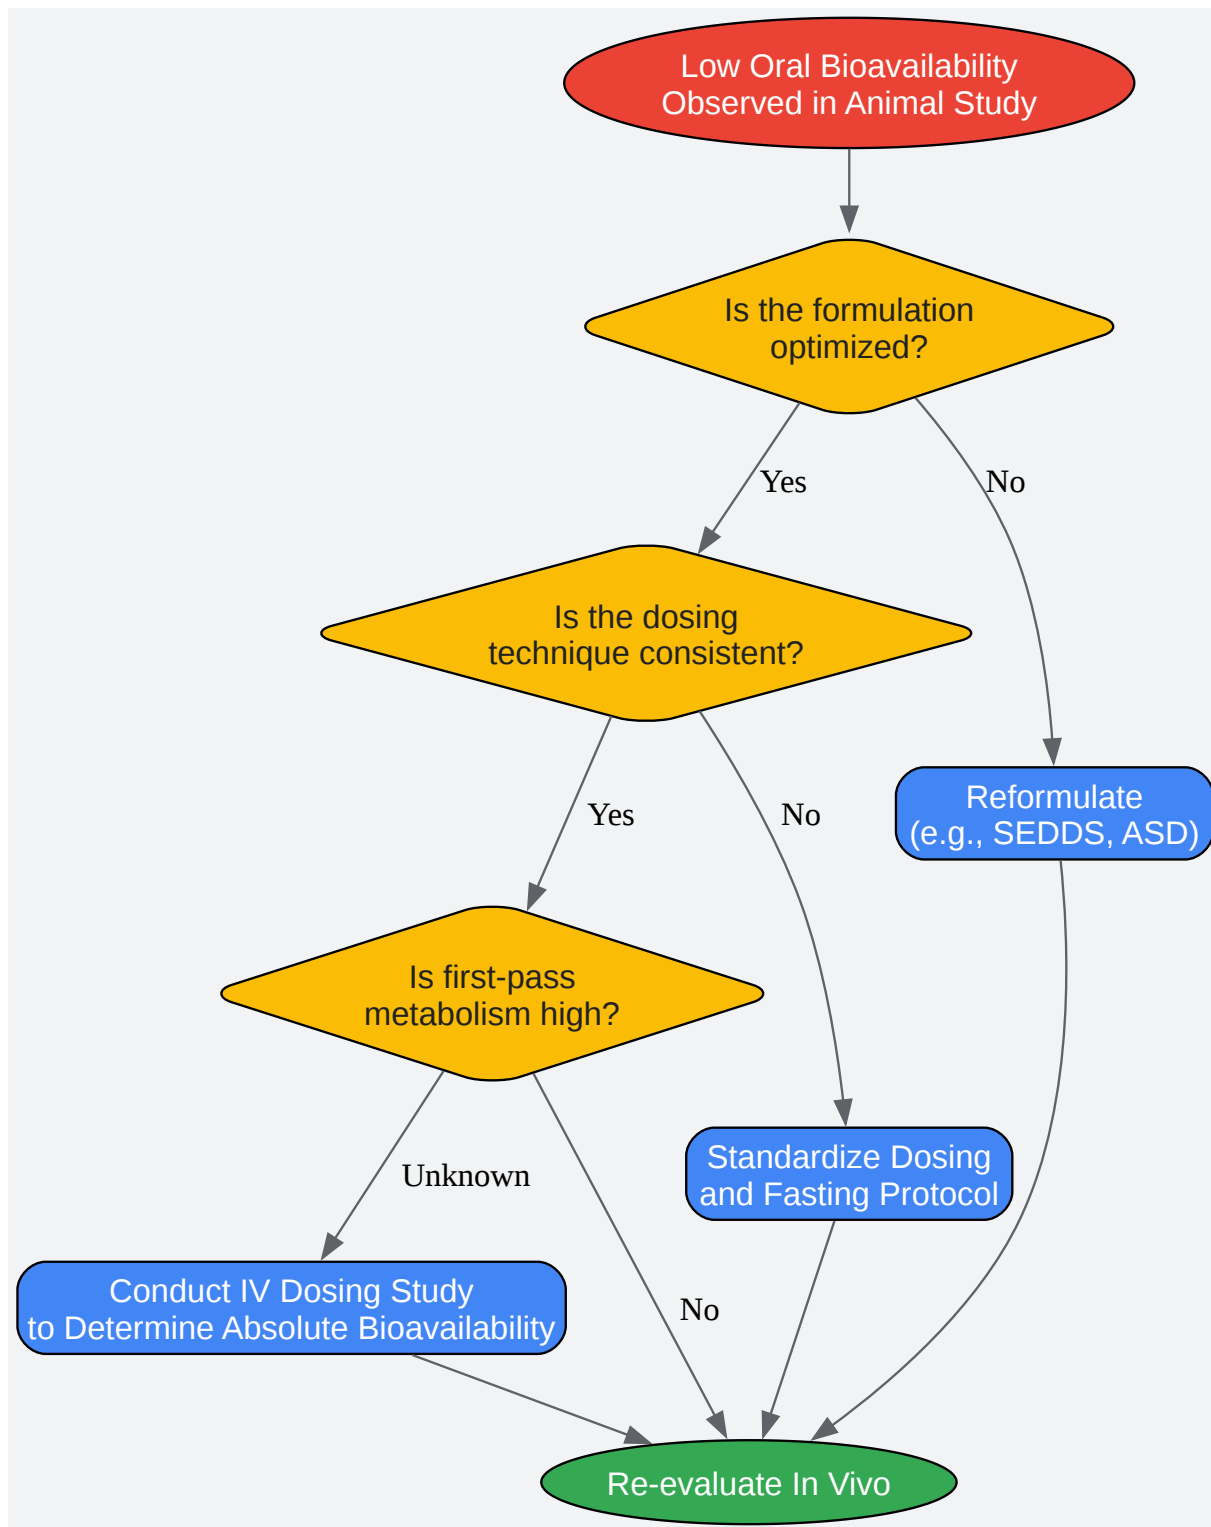 Low Oral Bioavailability
Observed in Animal Study
Is the formulation
optimized?
Yes
No
Is the dosing
technique consistent?
Reformulate
(e.g., SEDDS, ASD)
Yes
No
Is first-pass
metabolism high?
Standardize Dosing
and Fasting Protocol
Unknown
Conduct IV Dosing Study
to Determine Absolute Bioavailability
No
Re-evaluate In Vivo